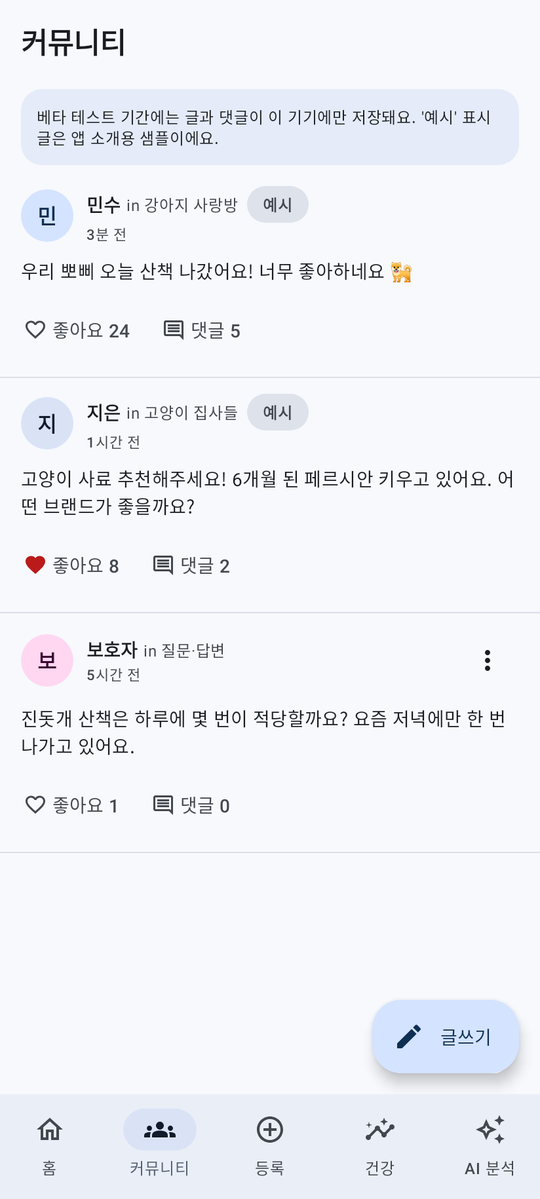 커뮤니티
베타 테스트 기간에는 글과 댓글이 이 기기에만 저장돼요. '예시' 표시
글은 앱 소개용 샘플이에요.
민
민수 in 강아지 사랑방 예시
3분 전
우리 뽀삐 오늘 산책 나갔어요! 너무 좋아하네요 🐕
좋아요 24 댓글 5
지
지은 in 고양이 집사들 예시
1시간 전
고양이 사료 추천해주세요! 6개월 된 페르시안 키우고 있어요. 어
떤 브랜드가 좋을까요?
좋아요 8 댓글 2
보
보호자 in 질문·답변
5시간 전
진돗개 산책은 하루에 몇 번이 적당할까요? 요즘 저녁에만 한 번
나가고 있어요.
좋아요 1 댓글 0
글쓰기
홈 커뮤니티 등록 건강 AI 분석